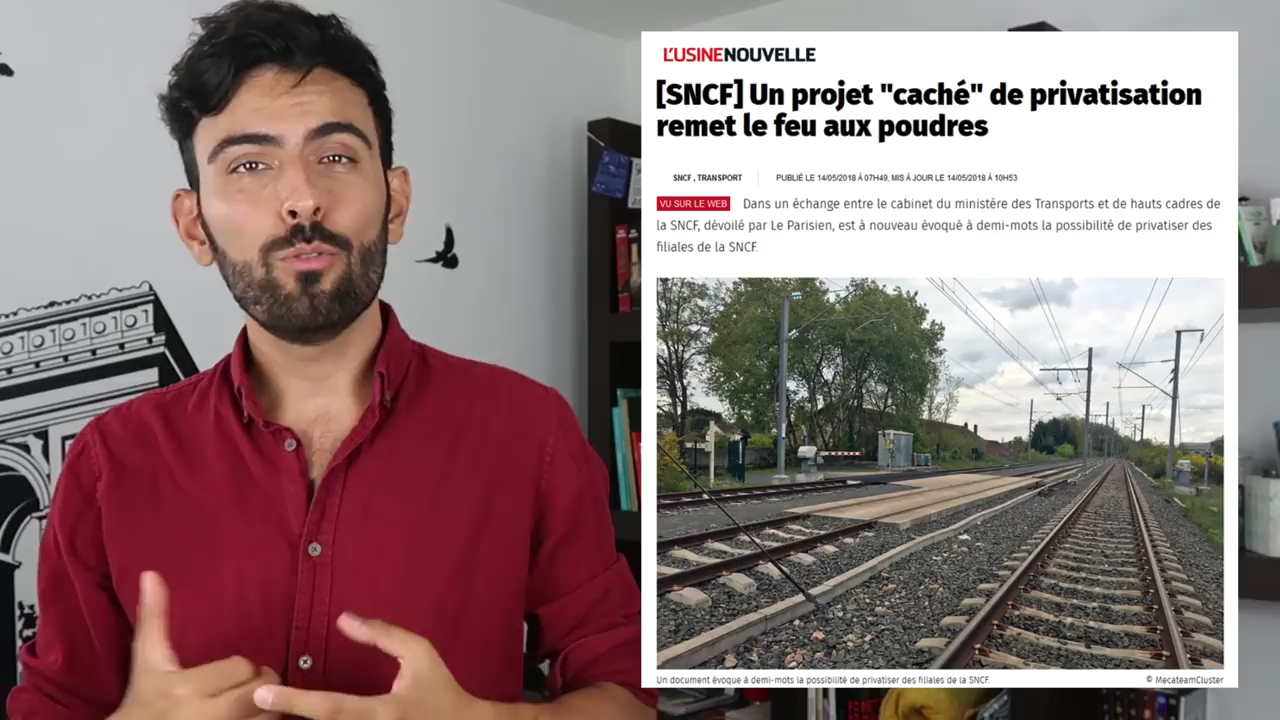 L'USINENOUVELLE
[SNCF] Un projet "caché" de privatisation
remet le feu aux poudres
SNCF , TRANSPORT
PUBLIÉ LE 14/05/2018 À 07H49, MIS À JOUR LE 14/05/2018 À 10H53
VU SUR LE WEB Dans un échange entre le cabinet du ministère des Transports et de hauts cadres de
la SNCF, dévoilé par Le Parisien, est à nouveau évoqué à demi-mots la possibilité de privatiser des
filiales de la SNCF.
Un document évoque à demi-mots la possibilité de privatiser des filiales de la SNCF.
© MecateamCluster